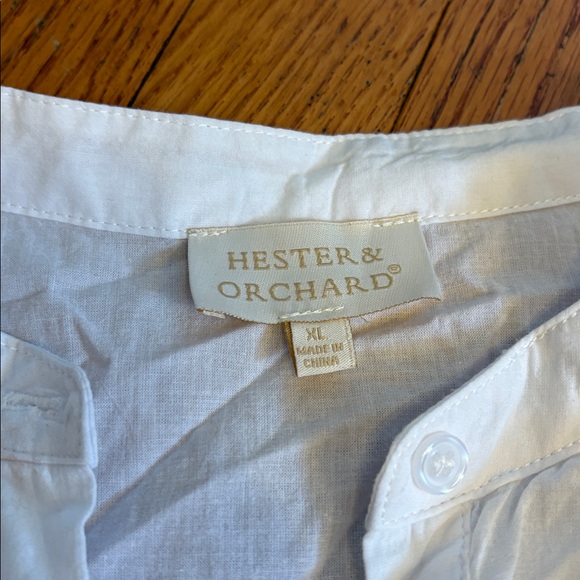 HESTER &
ORCHARD®
XL
MADE IN
CHINA